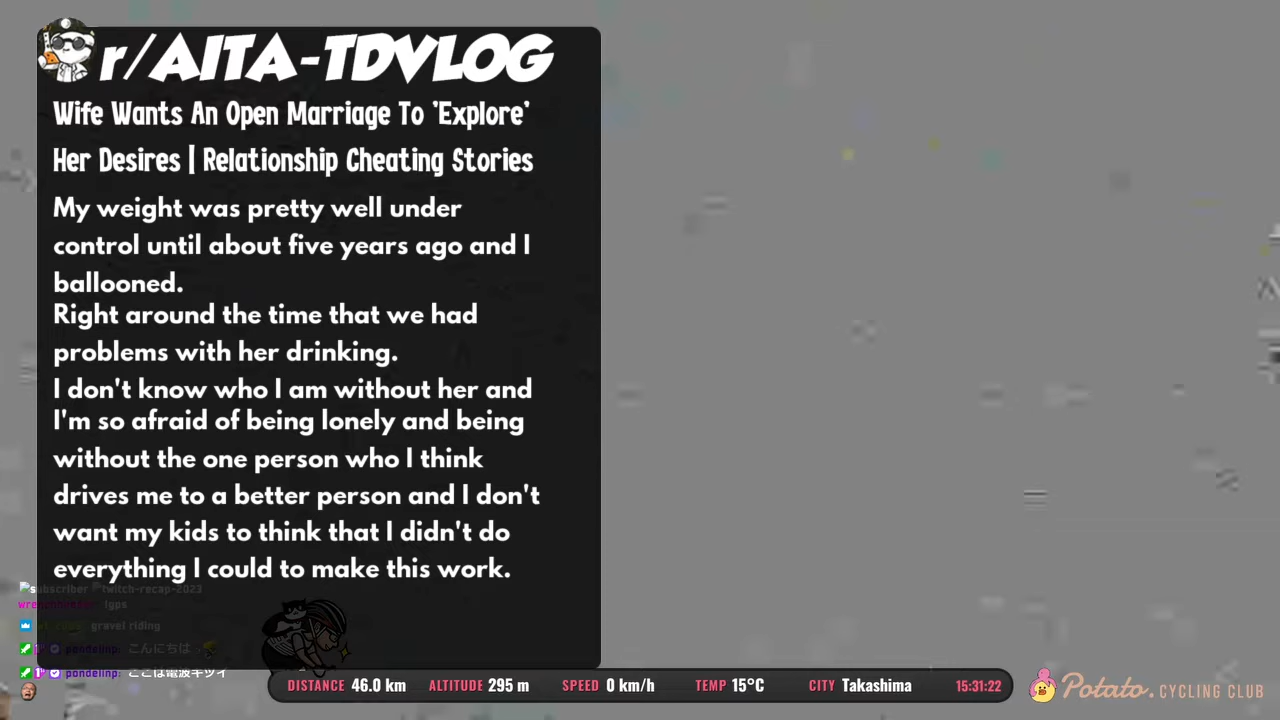 r/AITA-TDVLOG
Wife Wants An Open Marriage To 'Explore'
Her Desires | Relationship Cheating Stories
My weight was pretty well under
control until about five years ago and I
ballooned.
Right around the time that we had
problems with her drinking.
I don't know who I am without her and
I'm so afraid of being lonely and being
without the one person who I think
drives me to a better person and I don't
want my kids to think that I didn't do
everything I could to make this work.
subscriber twitch-recap-2023
!gps
gravel riding
pondelinp: こんにちは
pondelinp: ここは電波キツイ
DISTANCE 46.0 km ALTITUDE 295 m SPEED 0 km/h TEMP 15°C CITY Takashima 15:31:22
Potato. CYCLING CLUB